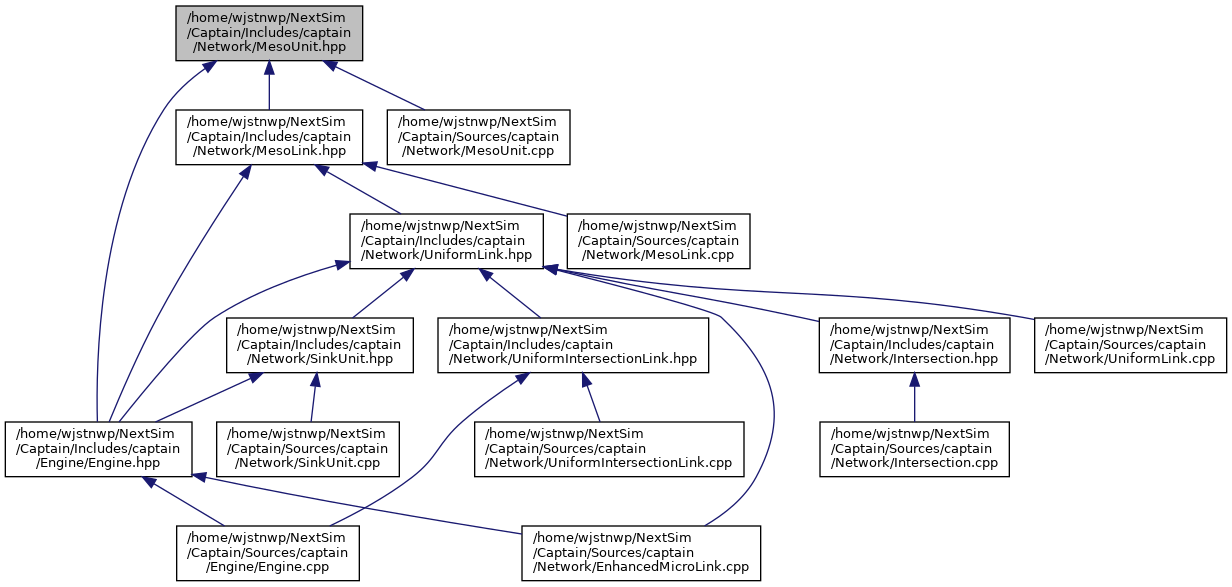 /home/wjstnwp/NextSim
/Captain/Includes/captain
/Network/MesoUnit.hpp
/home/wjstnwp/NextSim
/Captain/Includes/captain
/Network/MesoLink.hpp
/home/wjstnwp/NextSim
/Captain/Sources/captain
/Network/MesoUnit.cpp
/home/wjstnwp/NextSim
/Captain/Includes/captain
/Network/UniformLink.hpp
/home/wjstnwp/NextSim
/Captain/Sources/captain
/Network/MesoLink.cpp
/home/wjstnwp/NextSim
/Captain/Includes/captain
/Network/SinkUnit.hpp
/home/wjstnwp/NextSim
/Captain/Includes/captain
/Network/UniformIntersectionLink.hpp
/home/wjstnwp/NextSim
/Captain/Includes/captain
/Network/Intersection.hpp
/home/wjstnwp/NextSim
/Captain/Sources/captain
/Network/UniformLink.cpp
/home/wjstnwp/NextSim
/Captain/Includes/captain
/Engine/Engine.hpp
/home/wjstnwp/NextSim
/Captain/Sources/captain
/Network/SinkUnit.cpp
/home/wjstnwp/NextSim
/Captain/Sources/captain
/Network/UniformIntersectionLink.cpp
/home/wjstnwp/NextSim
/Captain/Sources/captain
/Network/Intersection.cpp
/home/wjstnwp/NextSim
/Captain/Sources/captain
/Engine/Engine.cpp
/home/wjstnwp/NextSim
/Captain/Sources/captain
/Network/EnhancedMicroLink.cpp